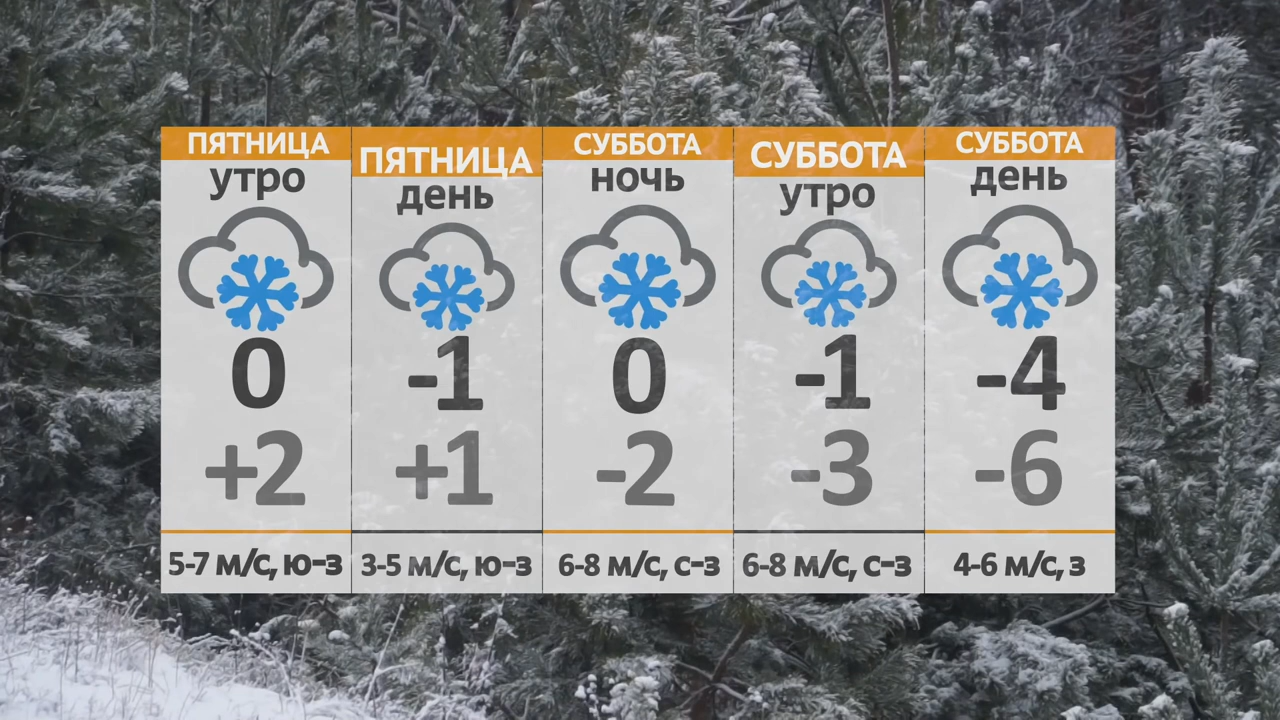 ПЯТНИЦА
утро
0
+2
5-7 м/с, ю-з
ПЯТНИЦА
день
-1
+1
3-5 м/с, ю-з
СУББОТА
ночь
0
-2
6-8 м/с, с-з
СУББОТА
утро
-1
-3
6-8 м/с, с-з
СУББОТА
день
-4
-6
4-6 м/с, з